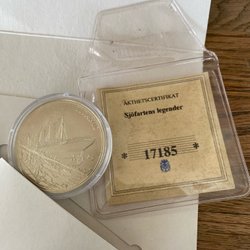 ÄKTHETSCERTIFIKAT
Sjöfartens legender
17185